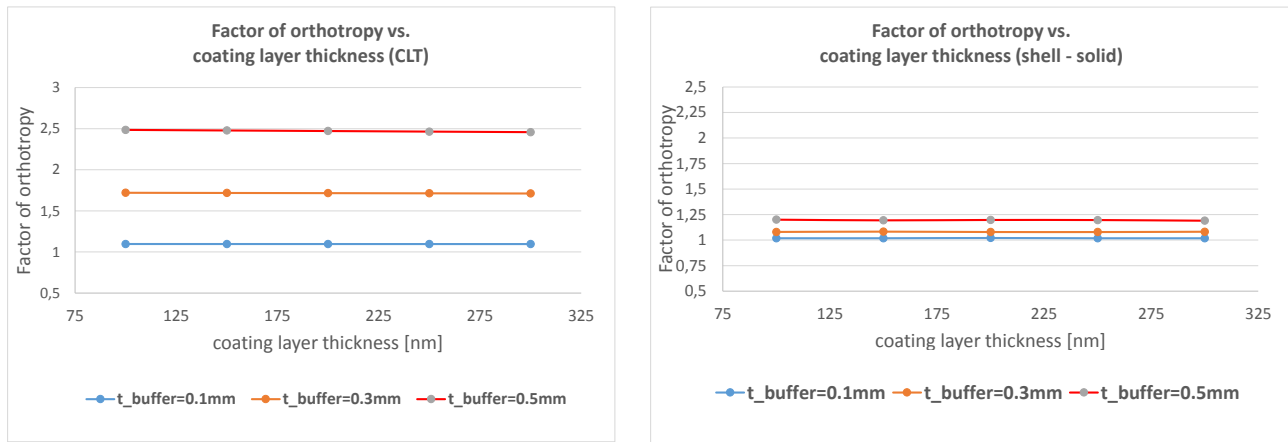 Factor of orthotropy vs.
coating layer thickness (CLT)
Factor of orthotropy
3
2,5
2
1,5
1
0,5
75
125
175
225
275
325
coating layer thickness [nm]
t_buffer=0.1mm
t_buffer=0.3mm
t_buffer=0.5mm
Factor of orthotropy vs.
coating layer thickness (shell - solid)
Factor of orthotropy
2,5
2,25
2
1,75
1,5
1,25
1
0,75
0,5
75
125
175
225
275
325
coating layer thickness [nm]
t_buffer=0.1mm
t_buffer=0.3mm
t_buffer=0.5mm